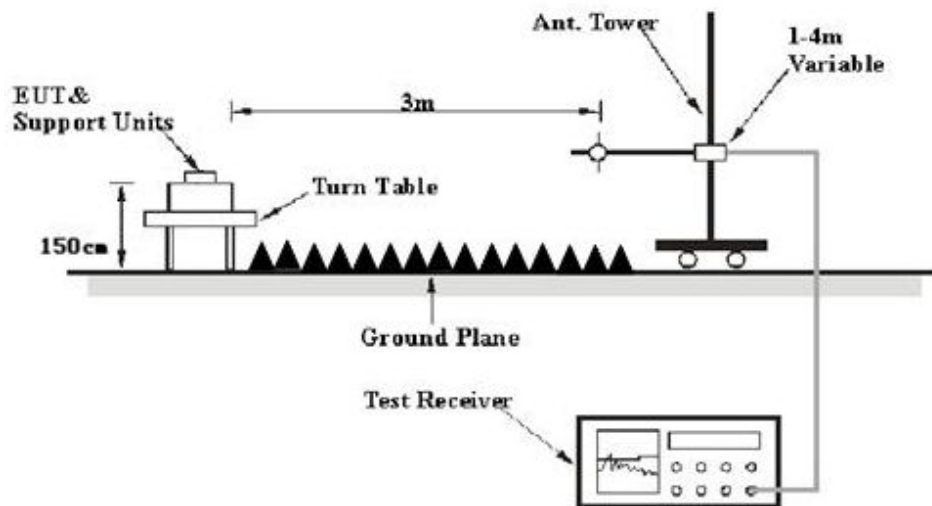 Ant. Tower
1-4m
Variable
EUT&
Support Units
3m
Turn Table
150cm
Ground Plane
Test Receiver